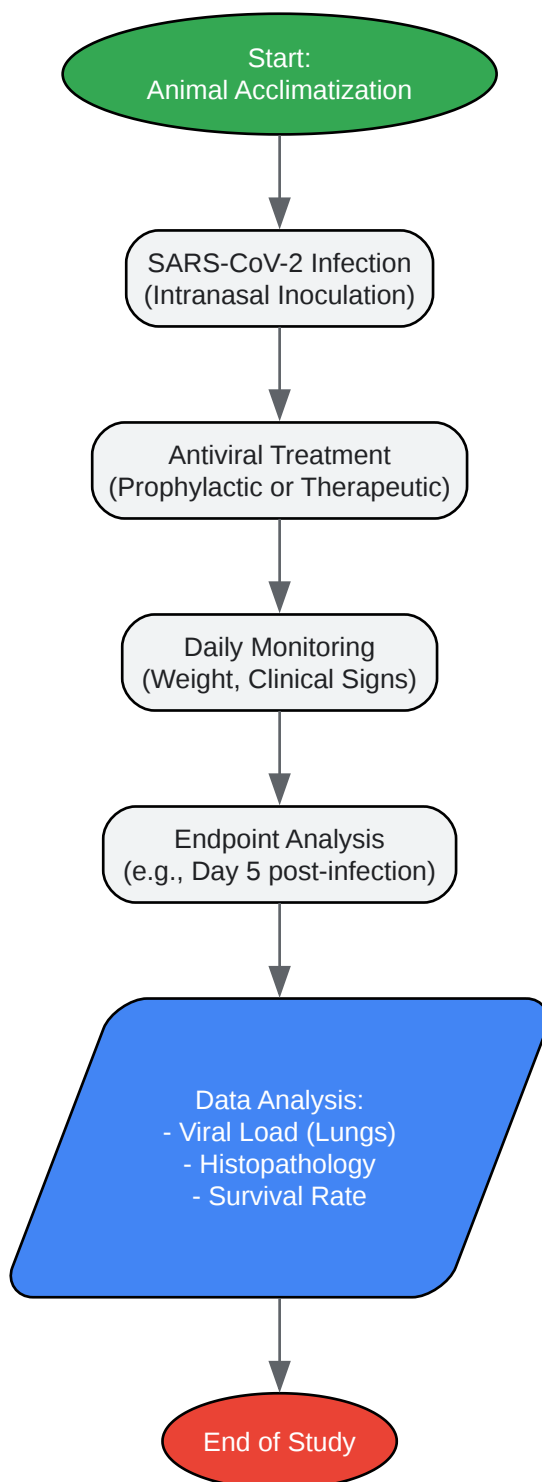 Start:
Animal Acclimatization
SARS-CoV-2 Infection
(Intranasal Inoculation)
Antiviral Treatment
(Prophylactic or Therapeutic)
Daily Monitoring
(Weight, Clinical Signs)
Endpoint Analysis
(e.g., Day 5 post-infection)
Data Analysis:
- Viral Load (Lungs)
- Histopathology
- Survival Rate
End of Study